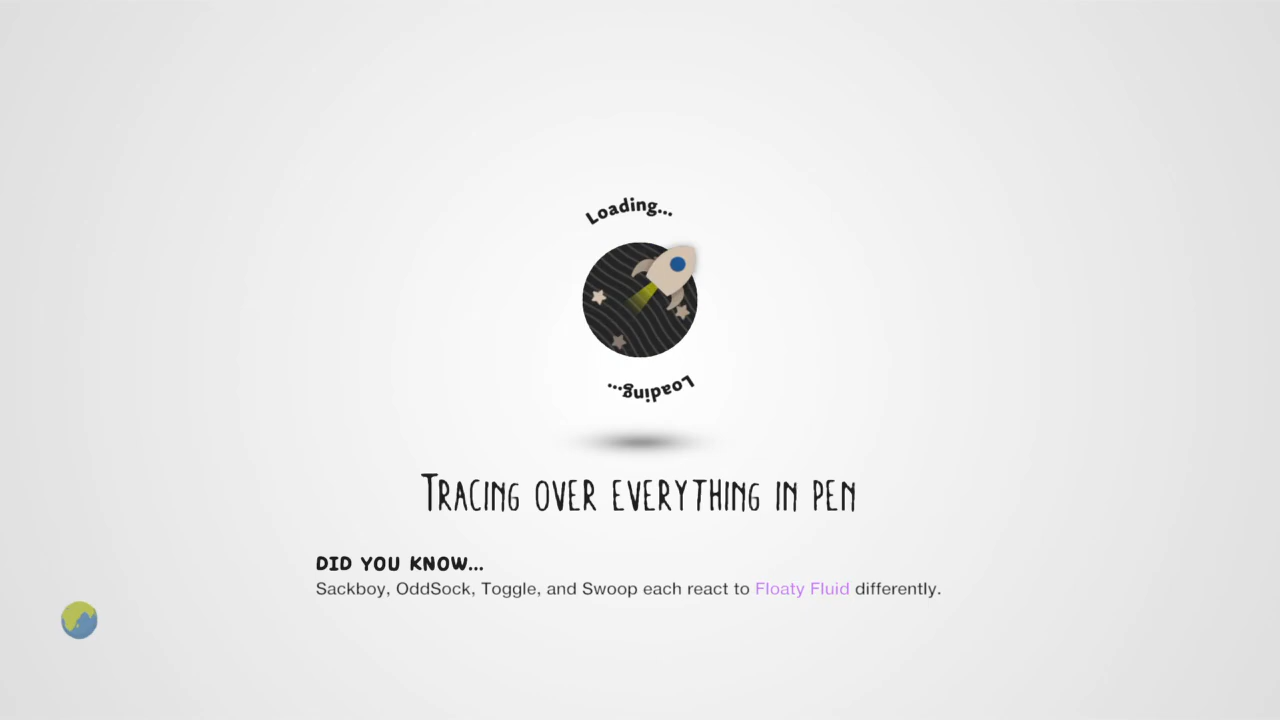 Loading...
Loading...
Tracing over everything in pen
DID YOU KNOW...
Sackboy, OddSock, Toggle, and Swoop each react to Floaty Fluid differently.